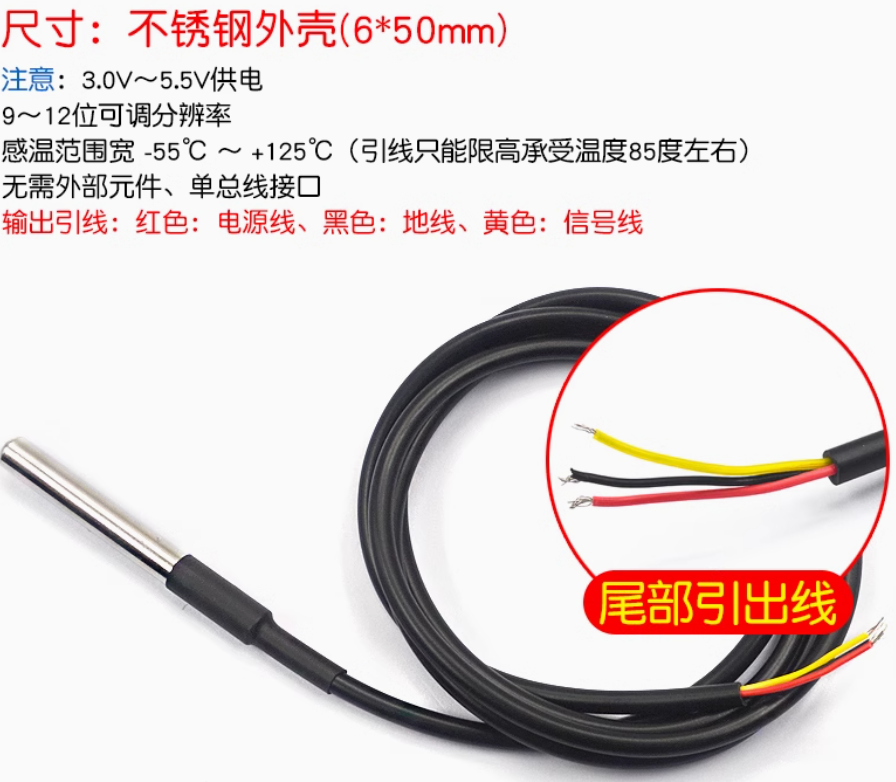 尺寸：不锈钢外壳(6*50mm)
注意：3.0V～5.5V供电
9～12位可调分辨率
感温范围宽 -55℃ ～ +125℃（引线只能限高承受温度85度左右）
无需外部元件、单总线接口
输出引线：红色：电源线、黑色：地线、黄色：信号线
尾部引出线